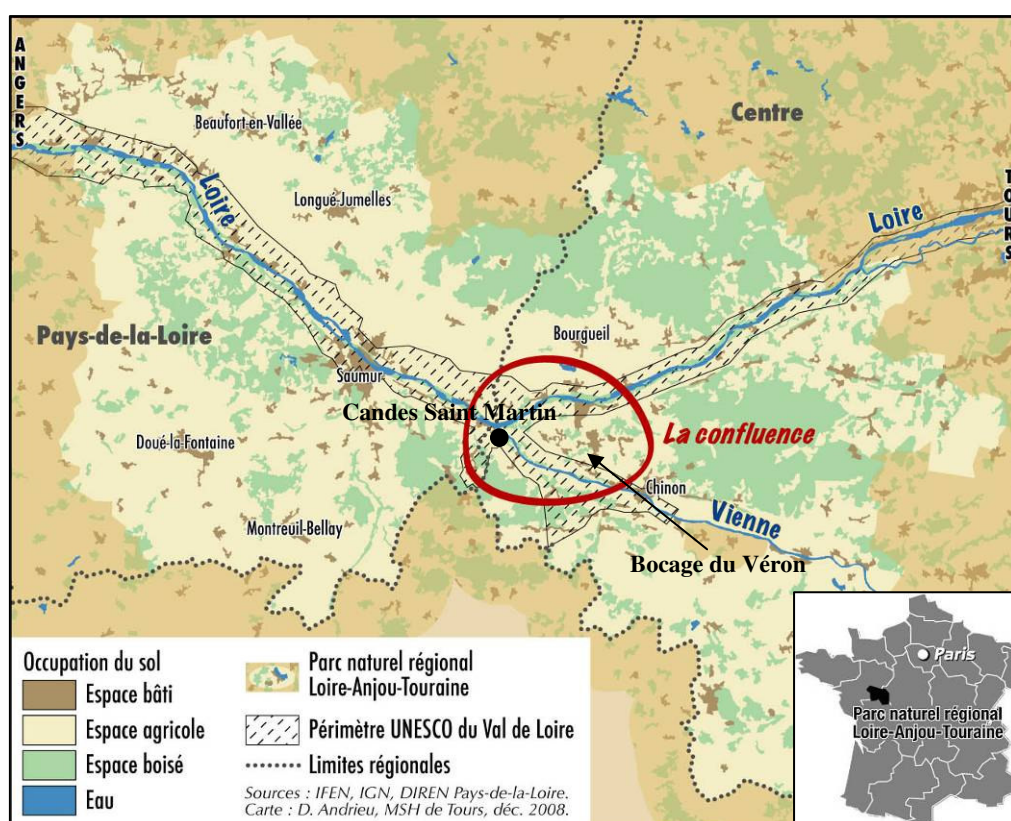 ANGERS
Beaufort-en-Vallée
Centre
Longué-Jumelles
Loire
TOURS
Loire
Pays-de-la-Loire
Bourgueil
Saumur
Candes Saint Martin
La confluence
Doué-la-Fontaine
Chinon
Montreuil-Bellay
Vienne
Bocage du Véron
Occupation du sol
Espace bâti
Espace agricole
Espace boisé
Eau
Parc naturel régional
Loire-Anjou-Touraine
Périmètre UNESCO du Val de Loire
Limites régionales
Sources : IFEN, IGN, DIREN Pays-de-la-Loire.
Carte : D. Andrieu, MSH de Tours, déc. 2008.
Paris
Parc naturel régional
Loire-Anjou-Touraine